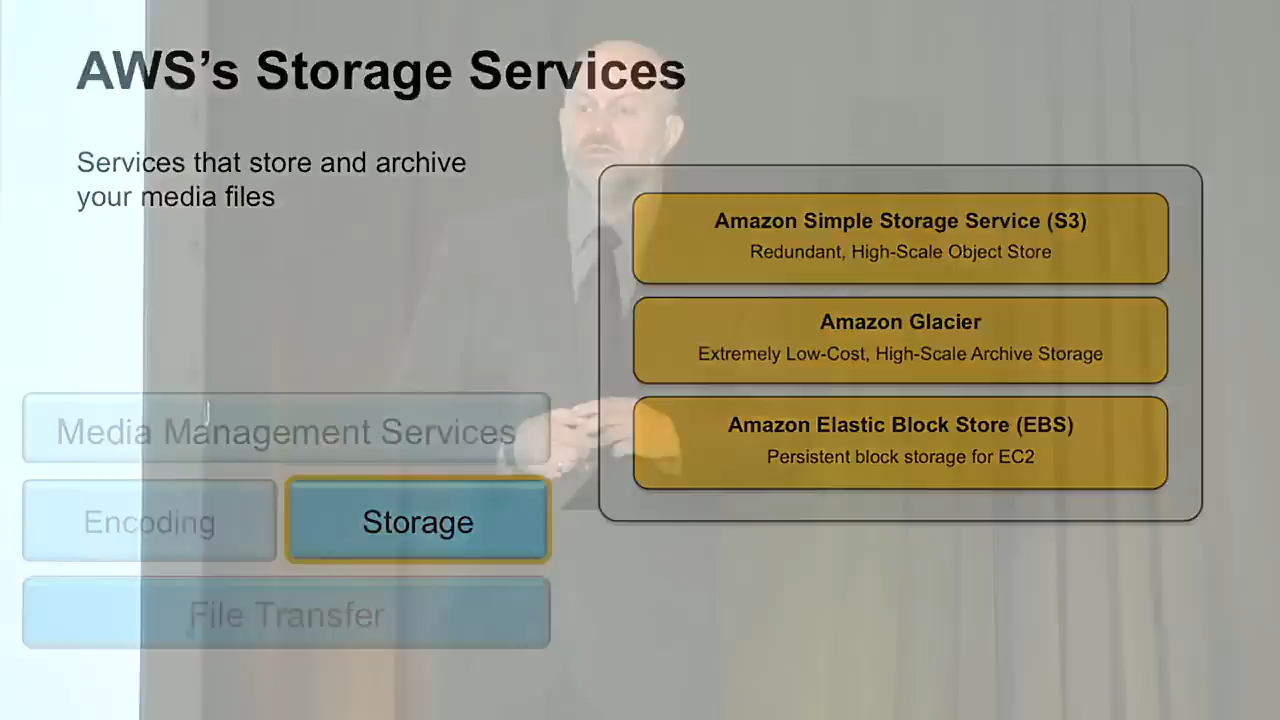 AWS’s Storage Services
Services that store and archive
your media files
Amazon Simple Storage Service (S3)
Redundant, High-Scale Object Store
Amazon Glacier
Extremely Low-Cost, High-Scale Archive Storage
Amazon Elastic Block Store (EBS)
Persistent block storage for EC2
Media Management Services
Encoding
Storage
File Transfer